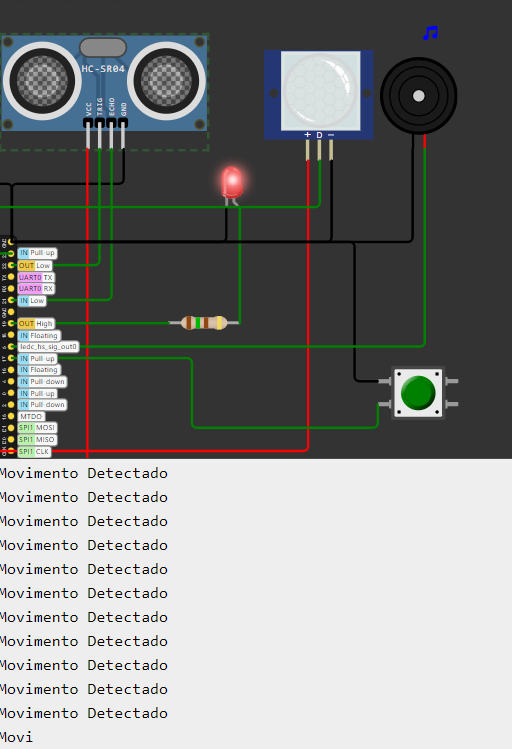 HC-SR04
VCC
TRIG
ECHO
GND
+ D −
IN Pull-up
OUT Low
UART0 TX
UART0 RX
IN Low
OUT High
IN Floating
ledc_hs_sig_out0
IN Pull-up
IN Floating
IN Pull-down
IN Pull-up
IN Pull-down
MTDO
SPI1 MOSI
SPI1 MISO
SPI1 CLK
Movimento Detectado
Movimento Detectado
Movimento Detectado
Movimento Detectado
Movimento Detectado
Movimento Detectado
Movimento Detectado
Movimento Detectado
Movimento Detectado
Movimento Detectado
Movimento Detectado
Movi